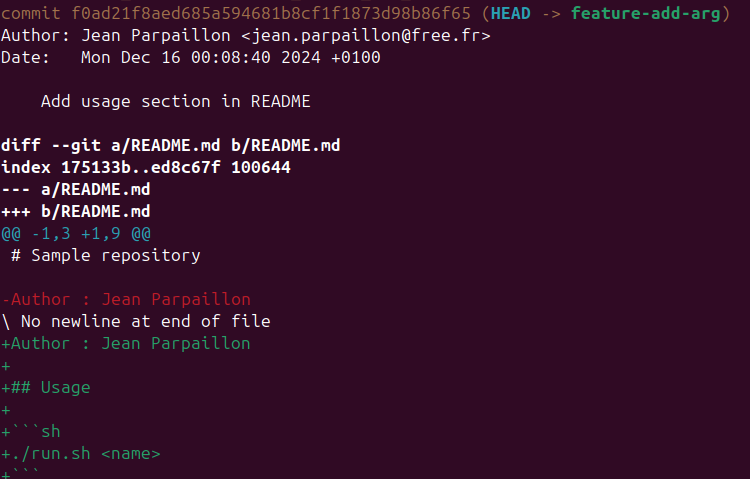 commit f0ad21f8aed685a594681b8cf1f1873d98b86f65 (HEAD -> feature-add-arg)
Author: Jean Parpaillon <jean.parpaillon@free.fr>
Date:   Mon Dec 16 00:08:40 2024 +0100

    Add usage section in README

diff --git a/README.md b/README.md
index 175133b..ed8c67f 100644
--- a/README.md
+++ b/README.md
@@ -1,3 +1,9 @@
 # Sample repository

-Author : Jean Parpaillon
\ No newline at end of file
+Author : Jean Parpaillon
+
+## Usage
+
+```sh
+./run.sh <name>
+```